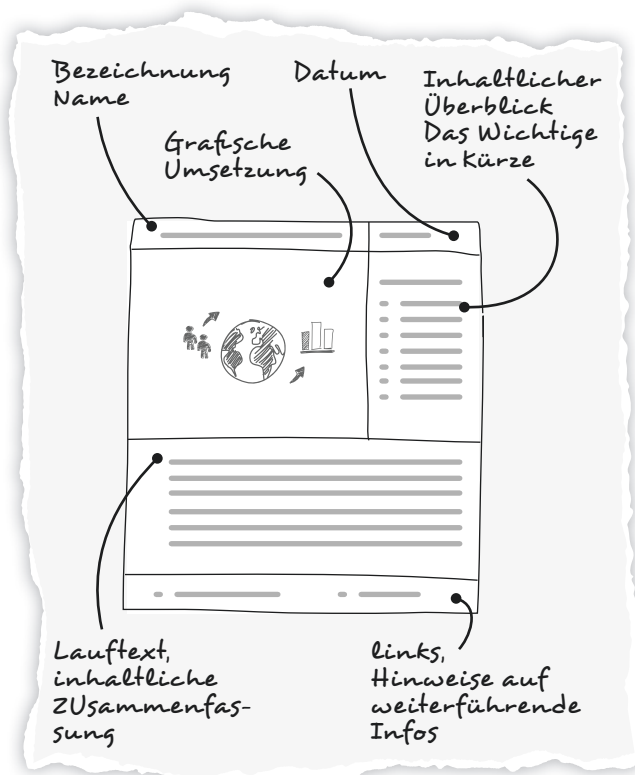 Bezeichnung
Name
Datum
Inhaltlicher
Überblick
Das Wichtige
in Kürze
Grafische
Umsetzung
Lauftext,
inhaltliche
ZUsammenfas-
sung
links,
Hinweise auf
weiterführende
Infos